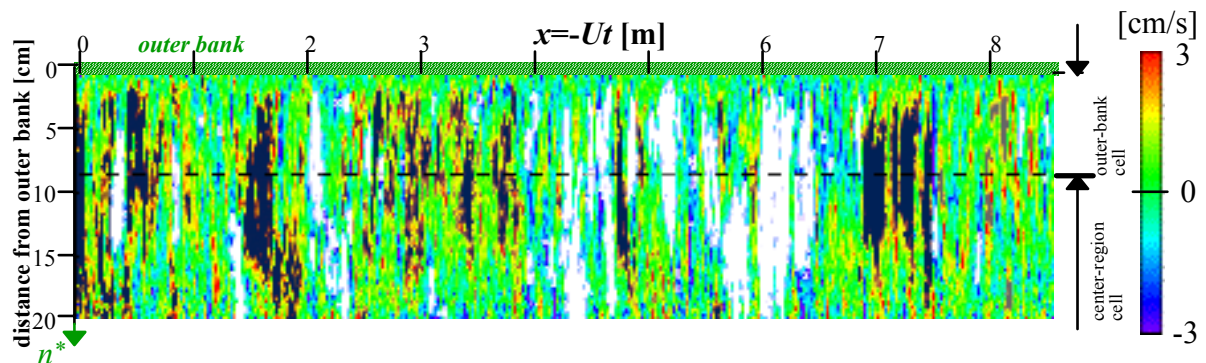 x=-Ut [m]
[cm/s]
outer bank
0
2
3
6
7
8
distance from outer bank [cm]
0
5
10
15
20
n*
outer-bank
cell
center-region
cell
3
0
-3